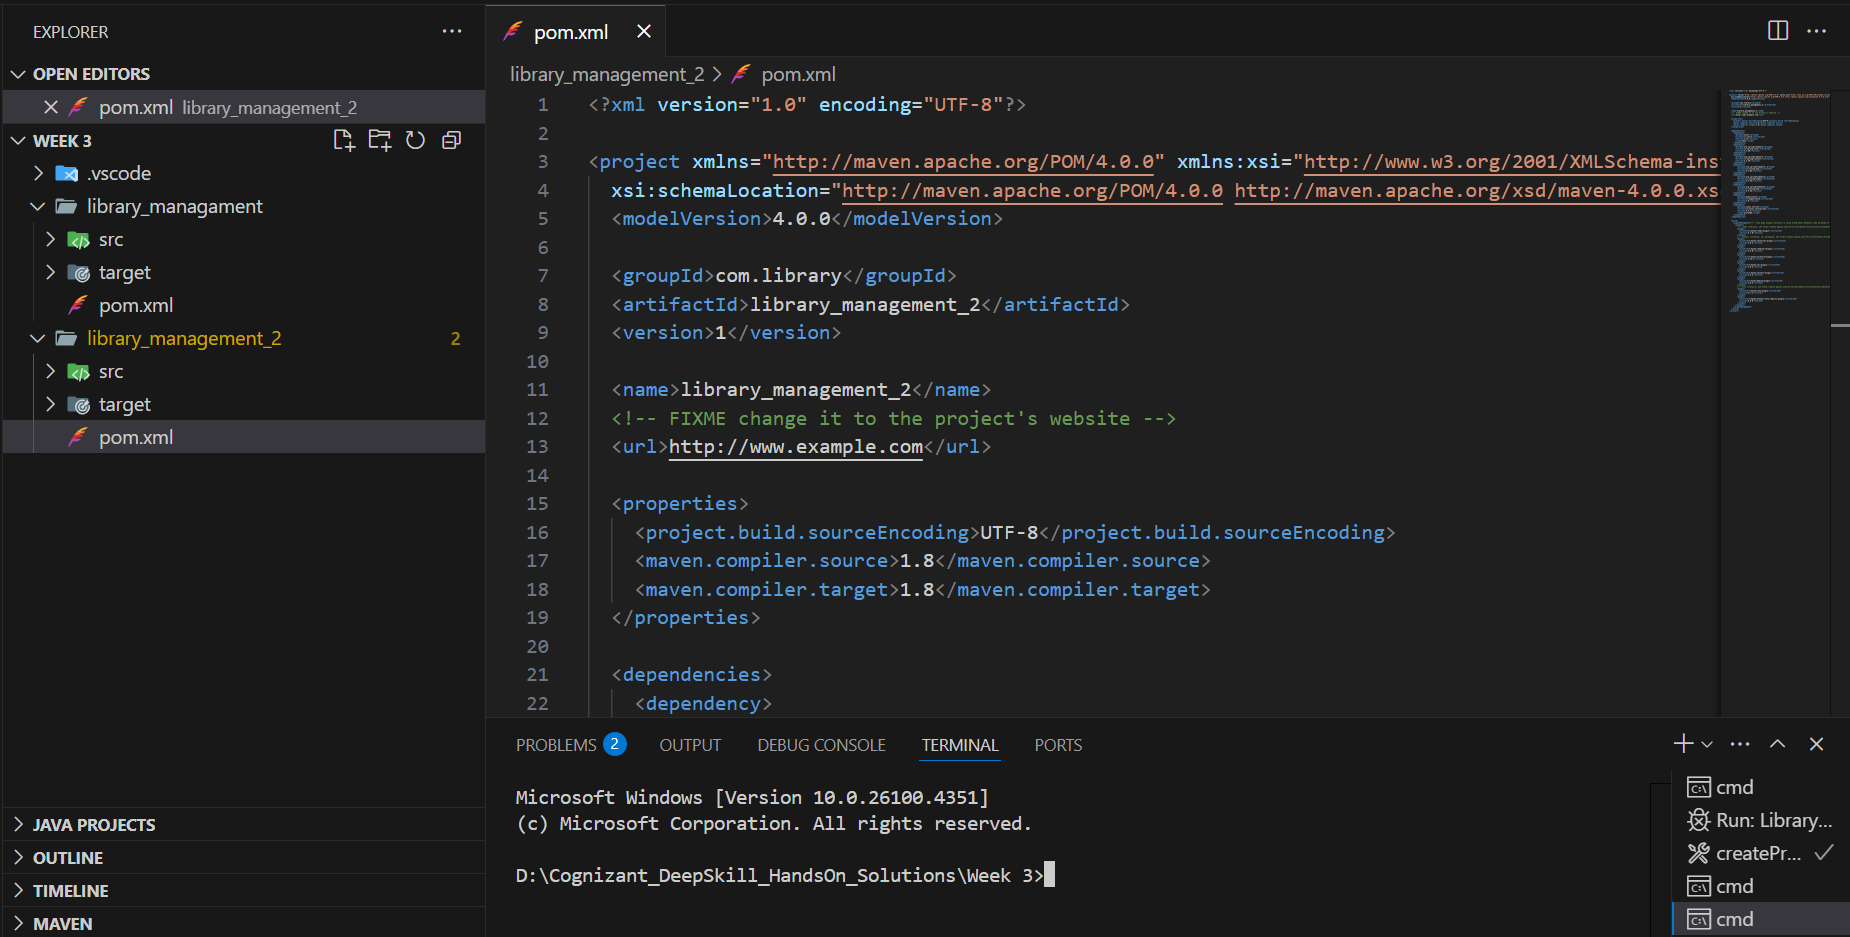 EXPLORER
OPEN EDITORS
pom.xml library_management_2
WEEK 3
.vscode
library_managament
src
target
pom.xml
library_management_2 2
src
target
pom.xml
JAVA PROJECTS
OUTLINE
TIMELINE
MAVEN
pom.xml
library_management_2 > pom.xml
1 <?xml version="1.0" encoding="UTF-8"?>
2
3 <project xmlns="http://maven.apache.org/POM/4.0.0" xmlns:xsi="http://www.w3.org/2001/XMLSchema-ins
4 xsi:schemaLocation="http://maven.apache.org/POM/4.0.0 http://maven.apache.org/xsd/maven-4.0.0.xs
5 <modelVersion>4.0.0</modelVersion>
6
7 <groupId>com.library</groupId>
8 <artifactId>library_management_2</artifactId>
9 <version>1</version>
10
11 <name>library_management_2</name>
12 <!-- FIXME change it to the project's website -->
13 <url>http://www.example.com</url>
14
15 <properties>
16 <project.build.sourceEncoding>UTF-8</project.build.sourceEncoding>
17 <maven.compiler.source>1.8</maven.compiler.source>
18 <maven.compiler.target>1.8</maven.compiler.target>
19 </properties>
20
21 <dependencies>
22 <dependency>
PROBLEMS 2 OUTPUT DEBUG CONSOLE TERMINAL PORTS
Microsoft Windows [Version 10.0.26100.4351]
(c) Microsoft Corporation. All rights reserved.
D:\Cognizant_DeepSkill_HandsOn_Solutions\Week 3>
cmd
Run: Library...
createPr...
cmd
cmd